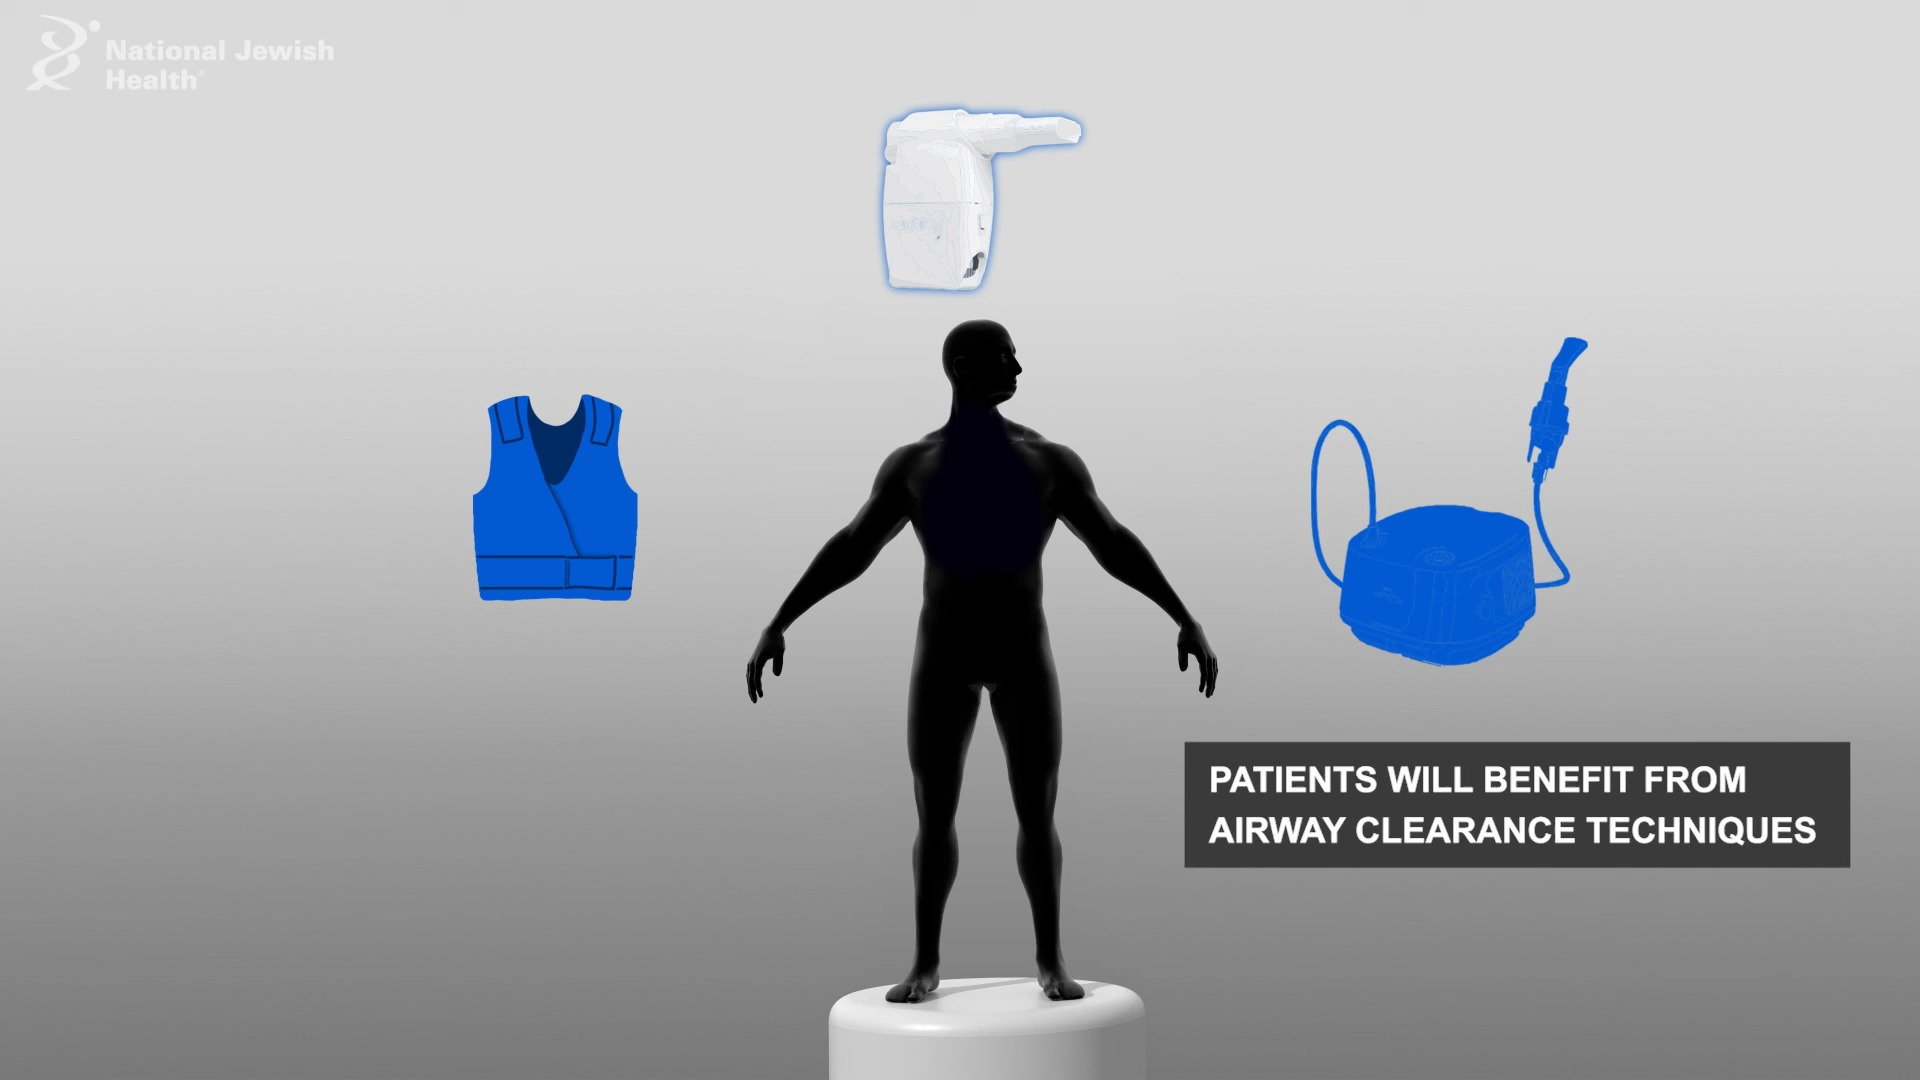 National Jewish
Health®
PATIENTS WILL BENEFIT FROM
AIRWAY CLEARANCE TECHNIQUES